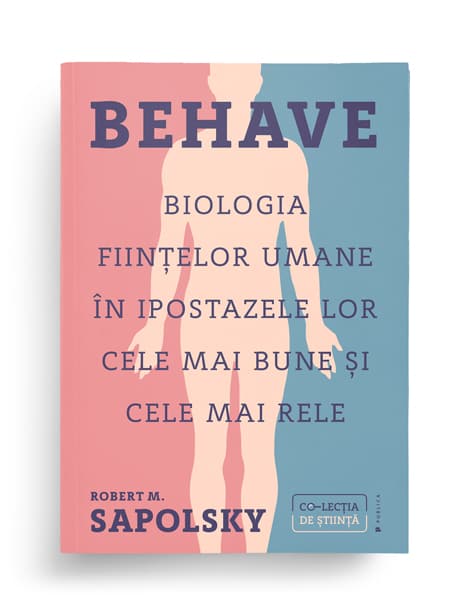 BEHAVE
BIOLOGIA
FIINȚELOR UMANE
ÎN IPOSTAZELE LOR
CELE MAI BUNE ȘI
CELE MAI RELE
ROBERT M.
SAPOLSKY
CO-LECȚIA
DE ȘTIINȚĂ
PUBLICA